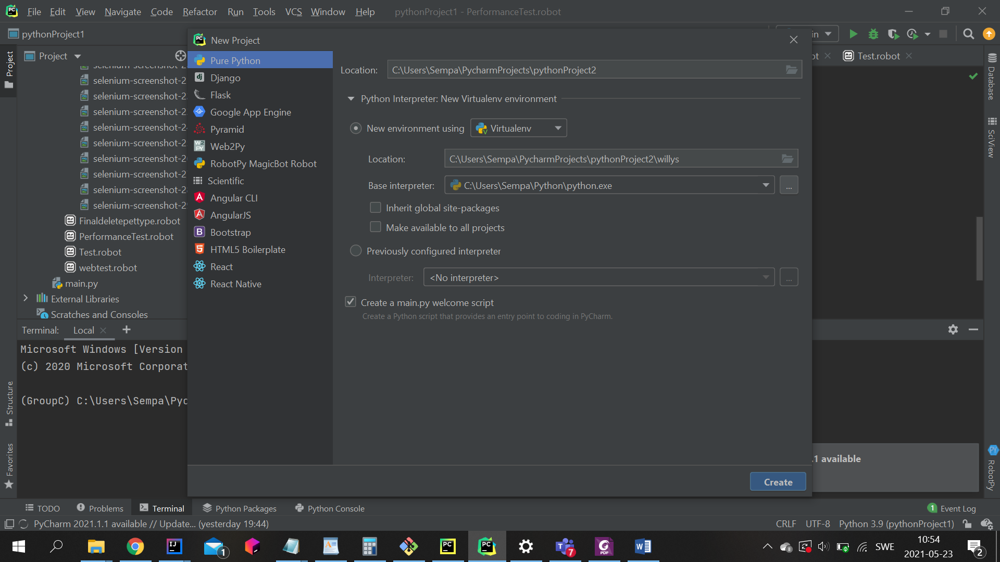 File Edit View Navigate Code Refactor Run Tools VCS Window Help pythonProject1 - PerformanceTest.robot
pythonProject1
New Project
Project
Test.robot
Pure Python
Django
Flask
Google App Engine
Pyramid
Web2Py
RobotPy MagicBot Robot
Scientific
Angular CLI
AngularJS
Bootstrap
HTML5 Boilerplate
React
React Native
Location: C:\Users\Sempa\PycharmProjects\pythonProject2
Python Interpreter: New Virtualenv environment
New environment using Virtualenv
Location: C:\Users\Sempa\PycharmProjects\pythonProject2\willys
Base interpreter: C:\Users\Sempa\Python\python.exe
...
Inherit global site-packages
Make available to all projects
Previously configured interpreter
Interpreter: <No interpreter>
...
Create a main.py welcome script
Create a Python script that provides an entry point to coding in PyCharm.
Create
Project
selenium-screenshot-2
selenium-screenshot-2
selenium-screenshot-2
selenium-screenshot-2
selenium-screenshot-2
selenium-screenshot-2
selenium-screenshot-2
selenium-screenshot-2
selenium-screenshot-2
Finaldeletepettype.robot
PerformanceTest.robot
Test.robot
webtest.robot
main.py
External Libraries
Scratches and Consoles
Terminal: Local
Microsoft Windows [Version
(c) 2020 Microsoft Corporat
(GroupC) C:\Users\Sempa\Pyc
Structure
Favorites
Database
SciView
RobotPy
.1 available
TODO Problems Terminal Python Packages Python Console
1 Event Log
PyCharm 2021.1.1 available // Update... (yesterday 19:44)
CRLF UTF-8 Python 3.9 (pythonProject1)
1
7
PDF
SWE
10:54
2021-05-23
2